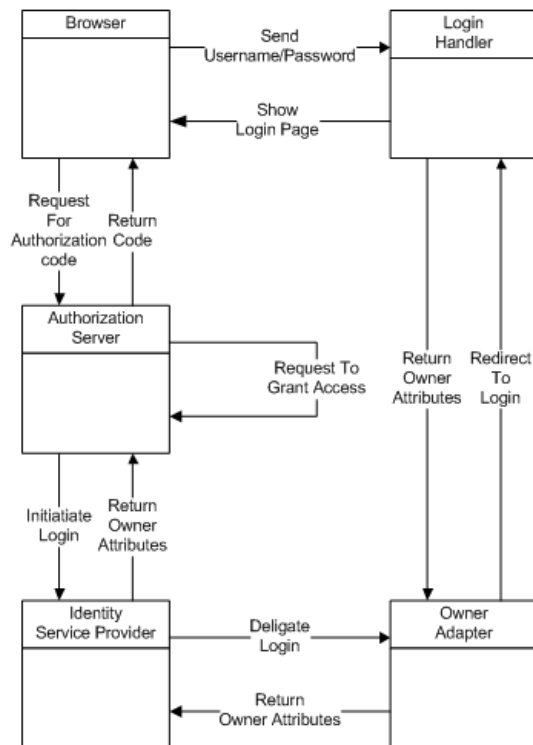 Browser
Send
Username/Password
Login
Handler
Show
Login Page
Request
For
Authorization
code
Return
Code
Authorization
Server
Request To
Grant Access
Return
Owner
Attributes
Redirect
To
Login
Initiatiate
Login
Return
Owner
Attributes
Identity
Service Provider
Deligate
Login
Owner
Adapter
Return
Owner Attributes